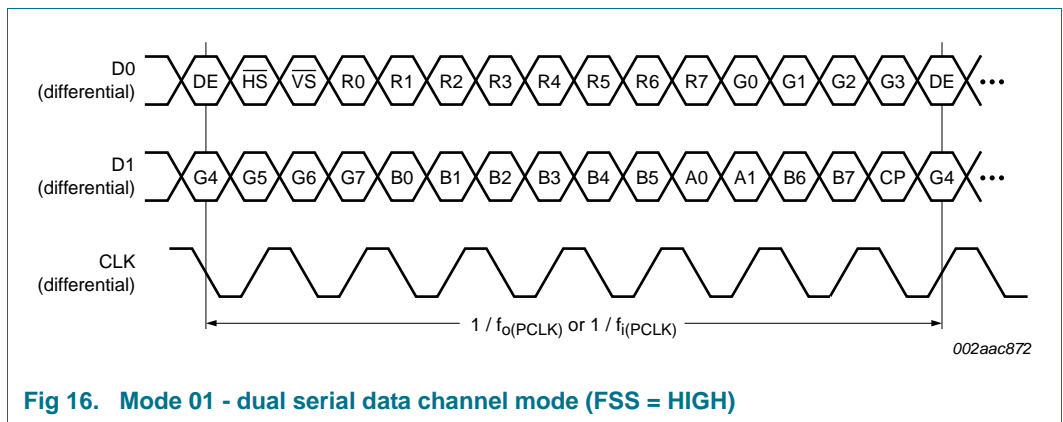 D0
(differential)
DE HS VS R0 R1 R2 R3 R4 R5 R6 R7 G0 G1 G2 G3 DE •••
D1
(differential)
G4 G5 G6 G7 B0 B1 B2 B3 B4 B5 A0 A1 B6 B7 CP G4 •••
CLK
(differential)
1 / fo(PCLK) or 1 / fi(PCLK)
002aac872
Fig 16. Mode 01 - dual serial data channel mode (FSS = HIGH)